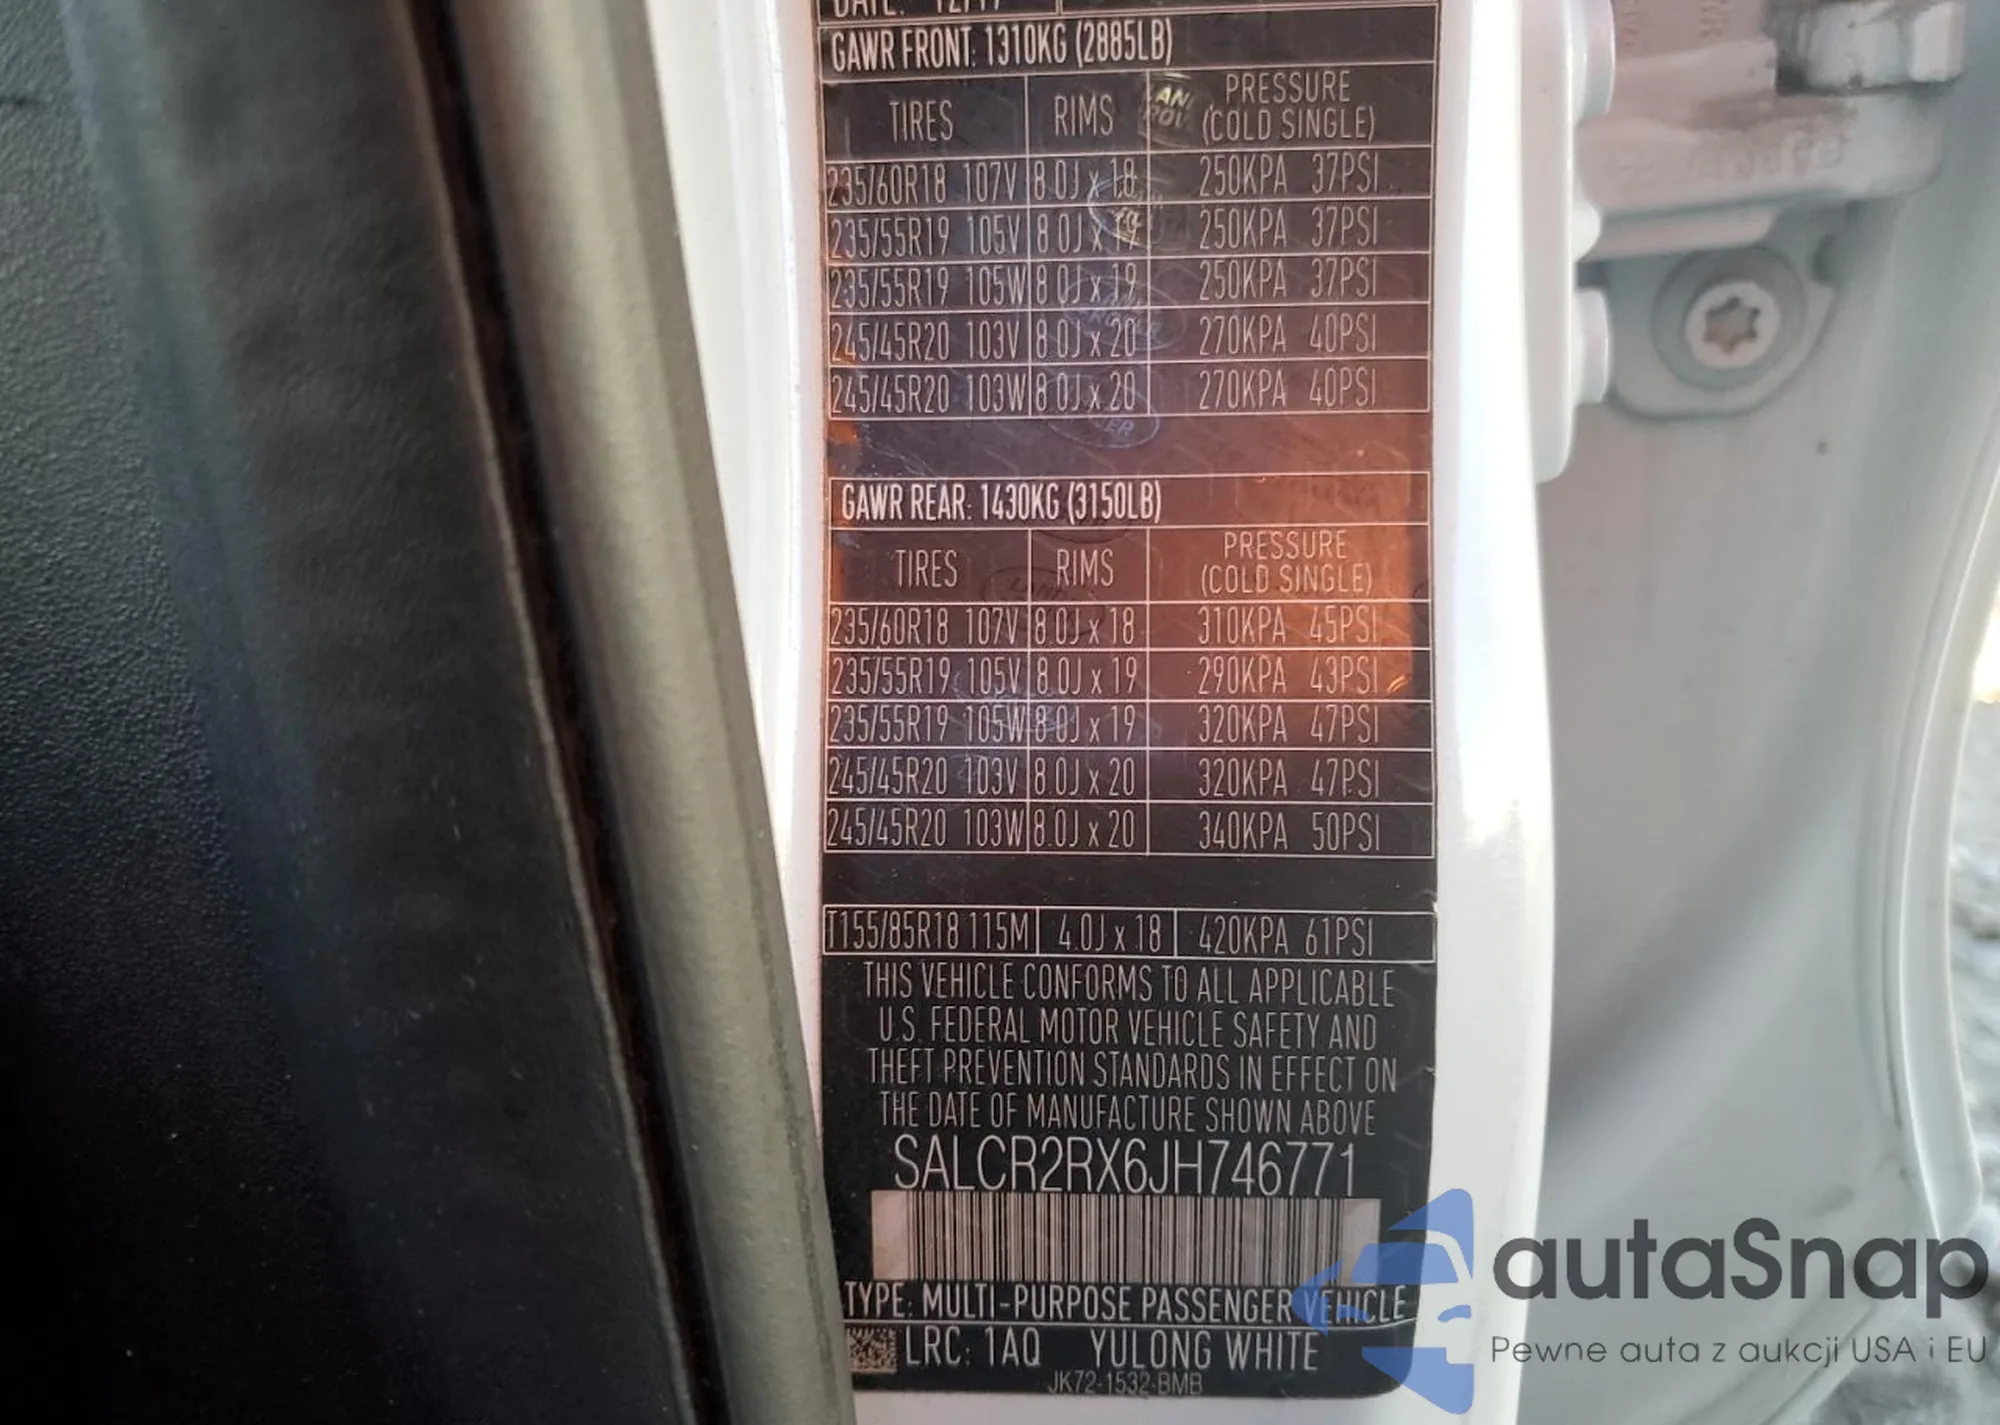 DATE: 12/17
GAWR FRONT: 1310KG (2885LB)
TIRES RIMS PRESSURE (COLD SINGLE)
235/60R18 107V 8.0J x 18 250KPA 37PSI
235/55R19 105V 8.0J x 19 250KPA 37PSI
235/55R19 105W 8.0J x 19 250KPA 37PSI
245/45R20 103V 8.0J x 20 270KPA 40PSI
245/45R20 103W 8.0J x 20 270KPA 40PSI
GAWR REAR: 1430KG (3150LB)
TIRES RIMS PRESSURE (COLD SINGLE)
235/60R18 107V 8.0J x 18 310KPA 45PSI
235/55R19 105V 8.0J x 19 290KPA 43PSI
235/55R19 105W 8.0J x 19 320KPA 47PSI
245/45R20 103V 8.0J x 20 320KPA 47PSI
245/45R20 103W 8.0J x 20 340KPA 50PSI
T155/85R18 115M 4.0J x 18 420KPA 61PSI
THIS VEHICLE CONFORMS TO ALL APPLICABLE
U.S. FEDERAL MOTOR VEHICLE SAFETY AND
THEFT PREVENTION STANDARDS IN EFFECT ON
THE DATE OF MANUFACTURE SHOWN ABOVE
SALCR2RX6JH746771
TYPE: MULTI-PURPOSE PASSENGER VEHICLE
LRC: 1AQ YULONG WHITE
JK72-1532-BMB
autaSnap
Pewne auta z aukcji USA i EU